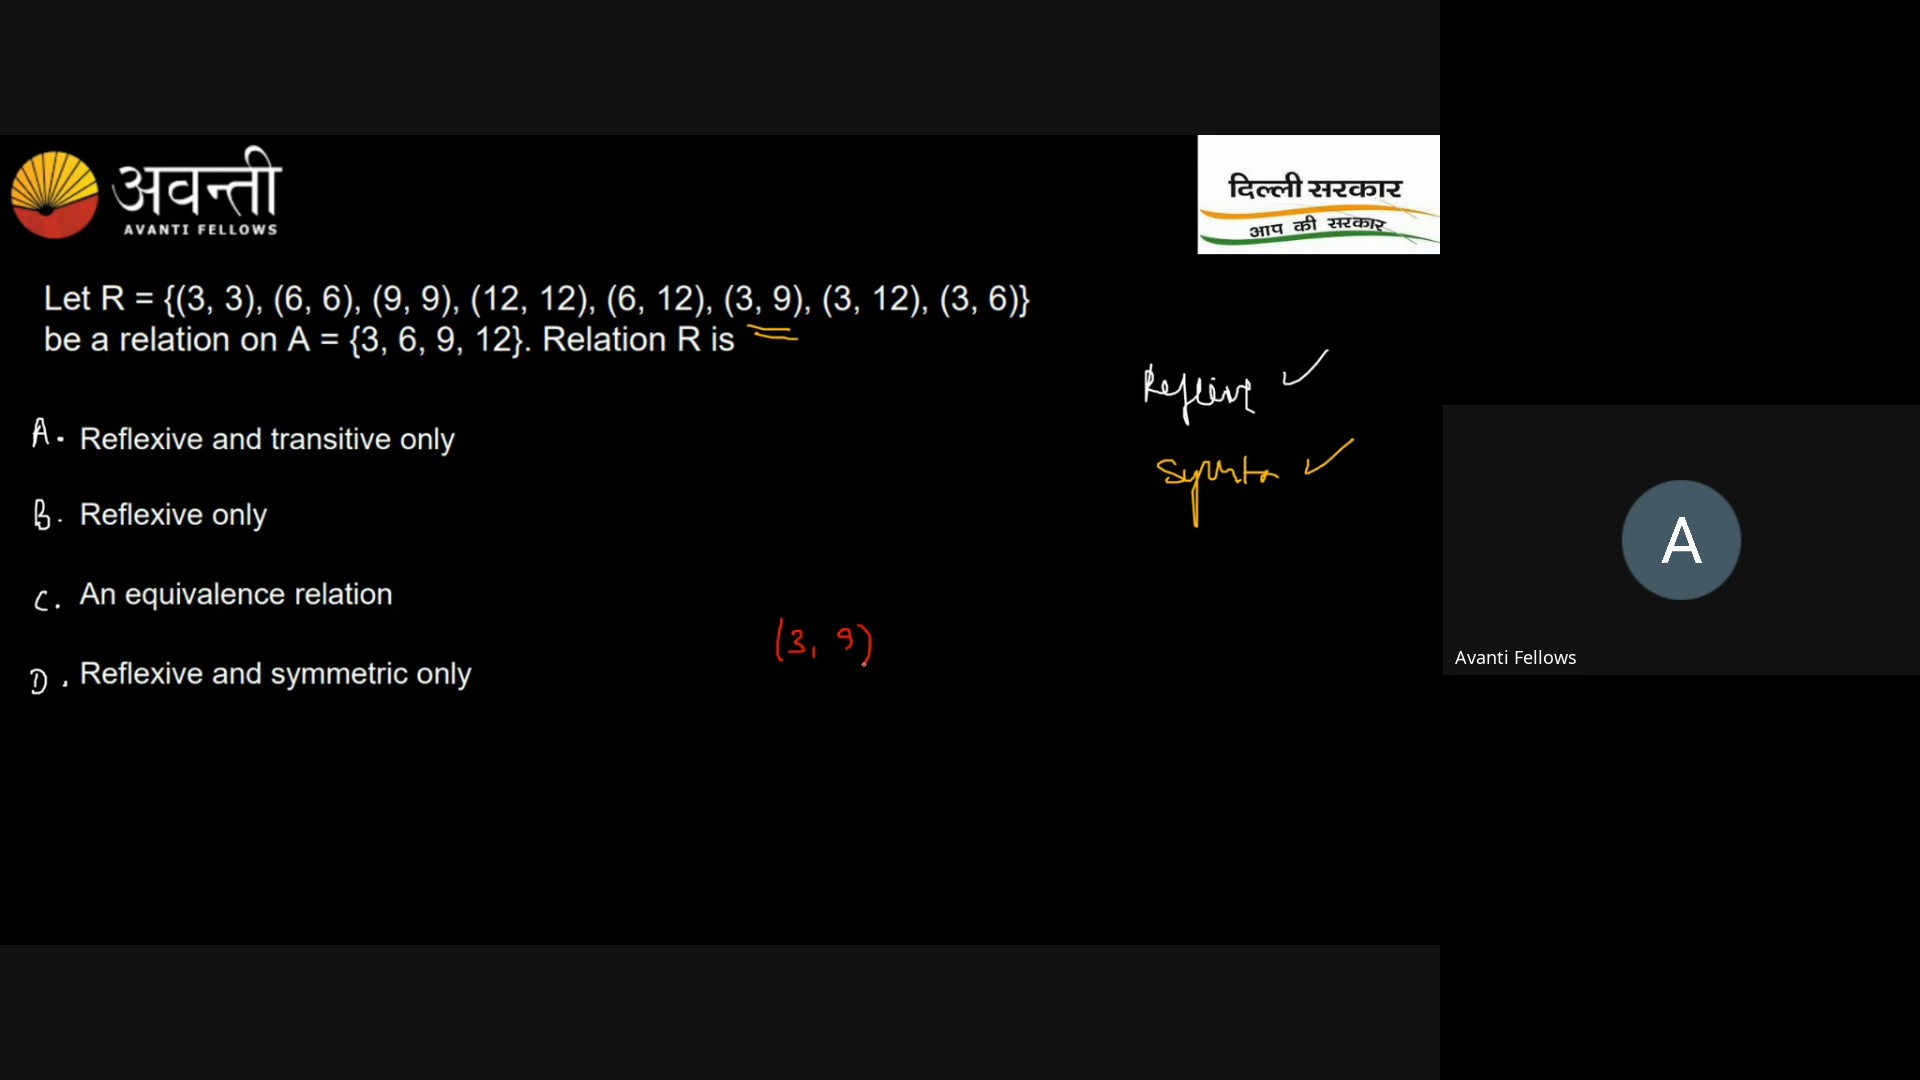 अवन्ती
AVANTI FELLOWS
दिल्ली सरकार
आप की सरकार
Let R = {(3, 3), (6, 6), (9, 9), (12, 12), (6, 12), (3, 9), (3, 12), (3, 6)}
be a relation on A = {3, 6, 9, 12}. Relation R is
A. Reflexive and transitive only
B. Reflexive only
C. An equivalence relation
D. Reflexive and symmetric only
(3, 9)
A
Avanti Fellows